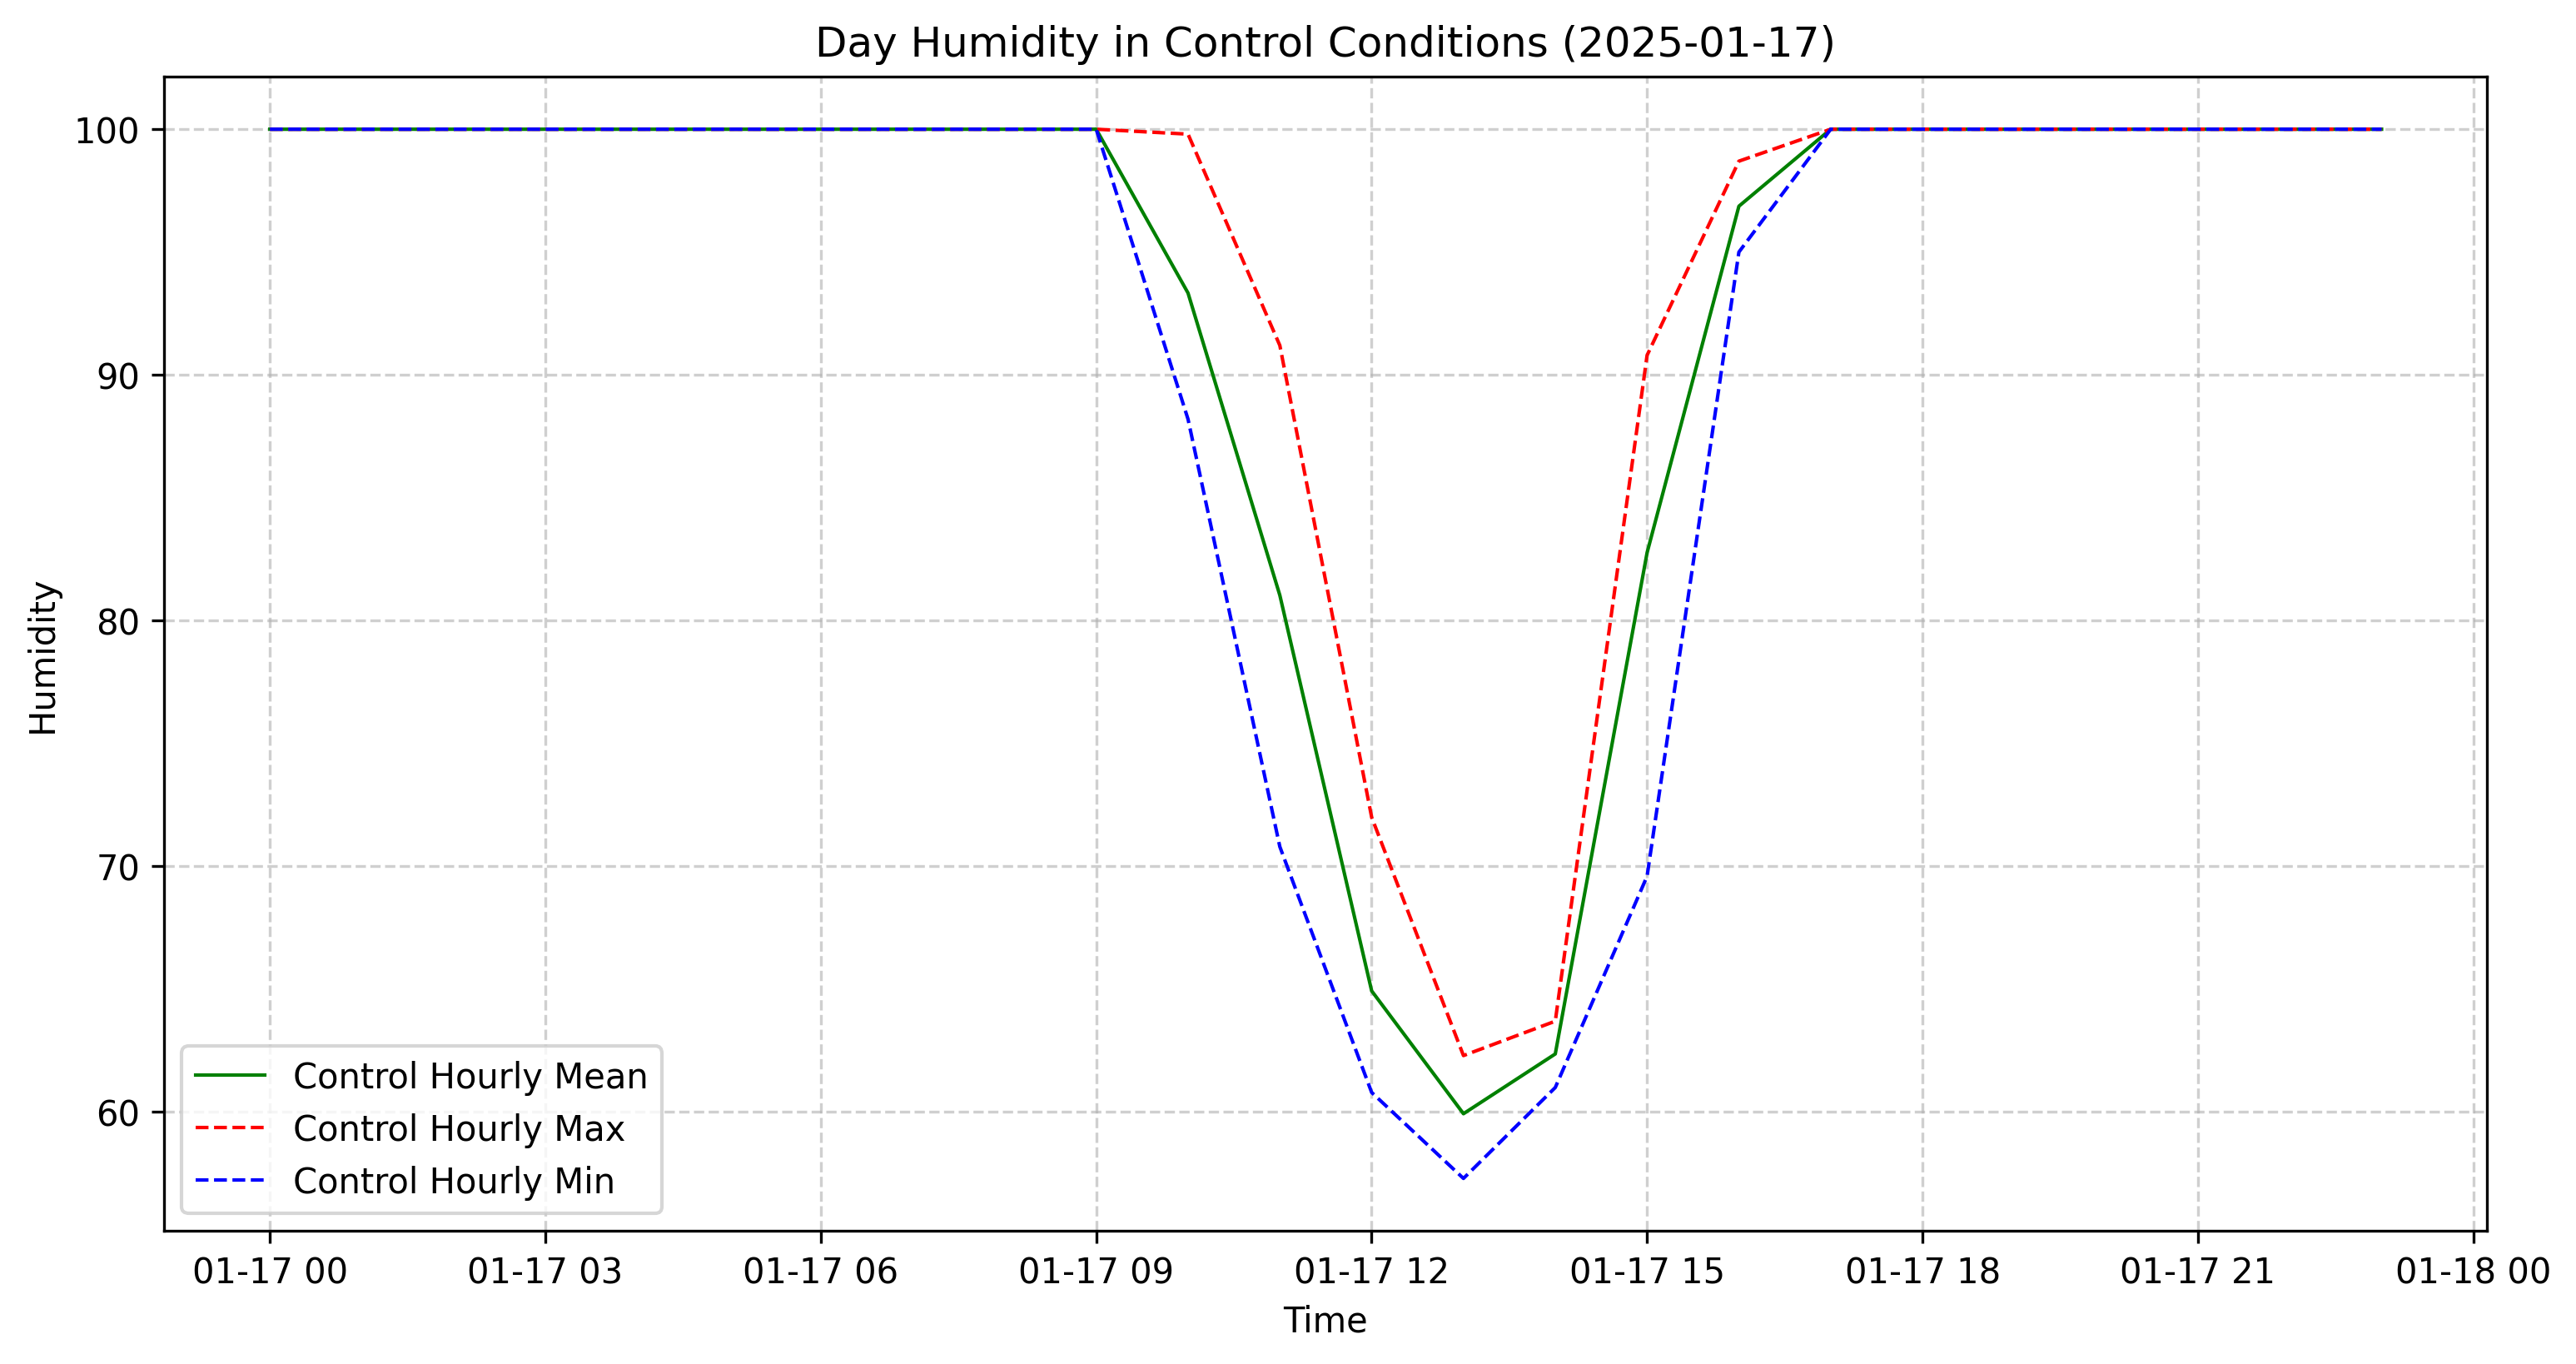 Day Humidity in Control Conditions (2025-01-17)
Humidity
100
90
80
70
60
Control Hourly Mean
Control Hourly Max
Control Hourly Min
01-17 00 01-17 03 01-17 06 01-17 09 01-17 12 01-17 15 01-17 18 01-17 21 01-18 00
Time